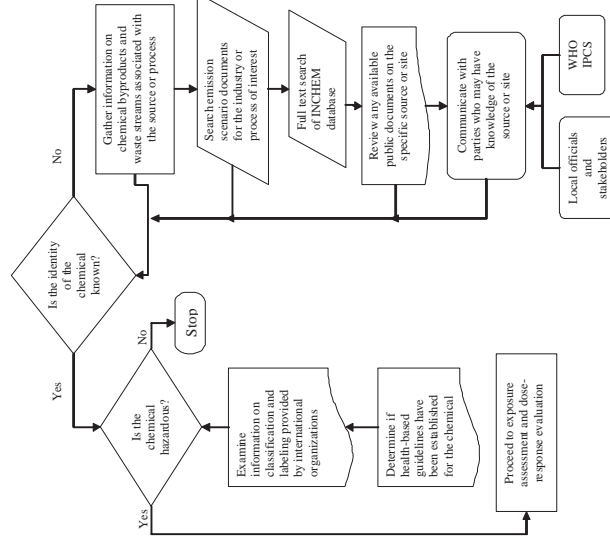 Is the identity
of the
chemical
known?
No
Yes
Gather information on
chemical byproducts and
waste streams associated with
the source or process
Search emission
scenario documents
for the industry or
process of interest
Full text search
of INCHEM
database
Review any available
public documents on the
specific source or site
Communicate with
parties who may have
knowledge of the
source or site
Local officials
and
stakeholders
WHO
IPCS
Is the
chemical
hazardous?
No
Stop
Yes
Examine
information on
classification and
labeling provided
by international
organizations
Determine if
health-based
guidelines have
been established
for the chemical
Proceed to exposure
assessment and dose-
response evaluation